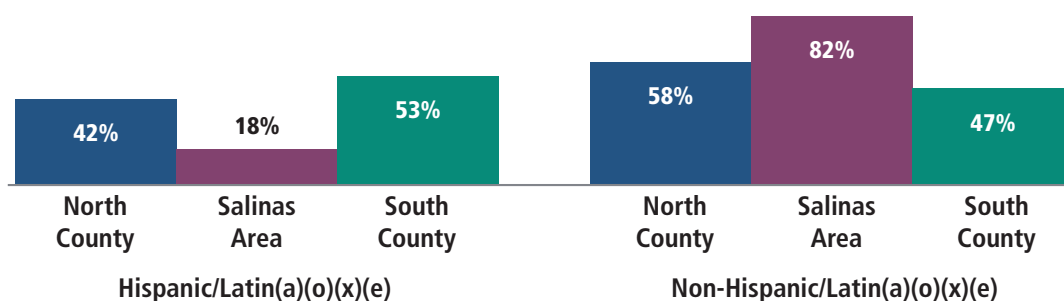 42%
18%
53%
North County
Salinas Area
South County
Hispanic/Latin(a)(o)(x)(e)
58%
82%
47%
North County
Salinas Area
South County
Non-Hispanic/Latin(a)(o)(x)(e)